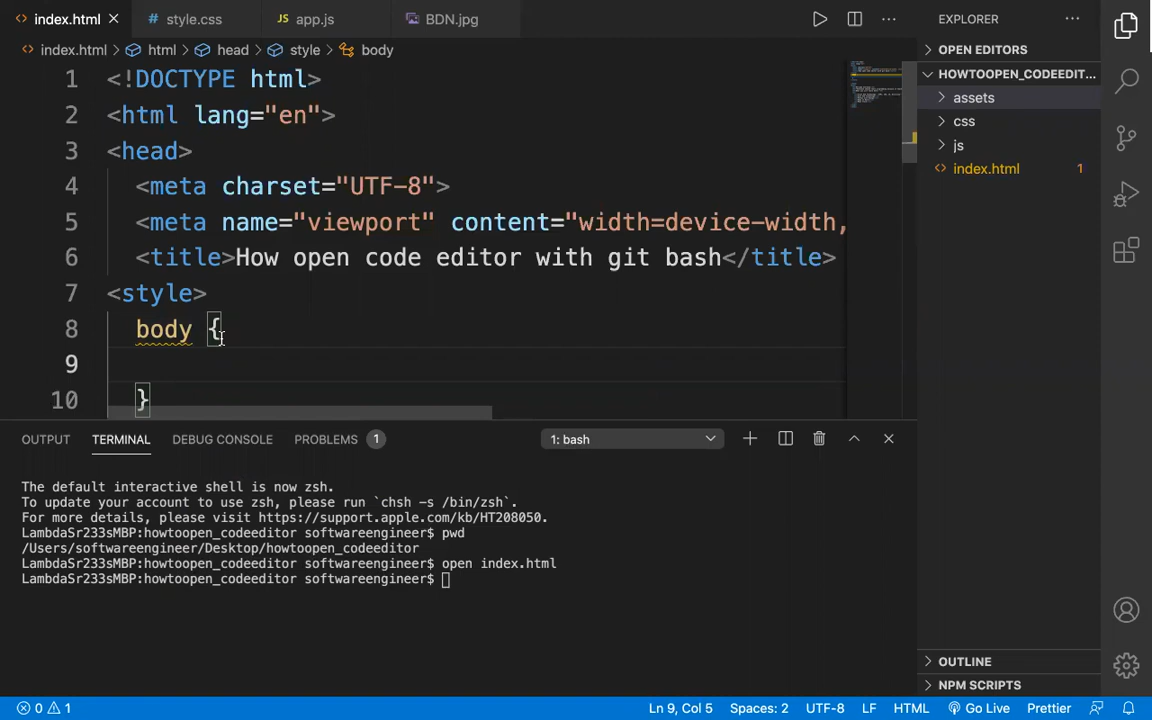 index.html
style.css
app.js
BDN.jpg
EXPLORER
index.html > html > head > style > body
OPEN EDITORS
HOWTOOPEN_CODEEDIT...
assets
css
js
index.html 1
1 <!DOCTYPE html>
2 <html lang="en">
3 <head>
4 <meta charset="UTF-8">
5 <meta name="viewport" content="width=device-width,
6 <title>How open code editor with git bash</title>
7 <style>
8 body {
9
10 }
OUTPUT TERMINAL DEBUG CONSOLE PROBLEMS 1 1: bash
The default interactive shell is now zsh.
To update your account to use zsh, please run `chsh -s /bin/zsh`.
For more details, please visit https://support.apple.com/kb/HT208050.
LambdaSr233sMBP:howtoopen_codeeditor softwareengineer$ pwd
/Users/softwareengineer/Desktop/howtoopen_codeeditor
LambdaSr233sMBP:howtoopen_codeeditor softwareengineer$ open index.html
LambdaSr233sMBP:howtoopen_codeeditor softwareengineer$
OUTLINE
NPM SCRIPTS
0 1 Ln 9, Col 5 Spaces: 2 UTF-8 LF HTML Go Live Prettier